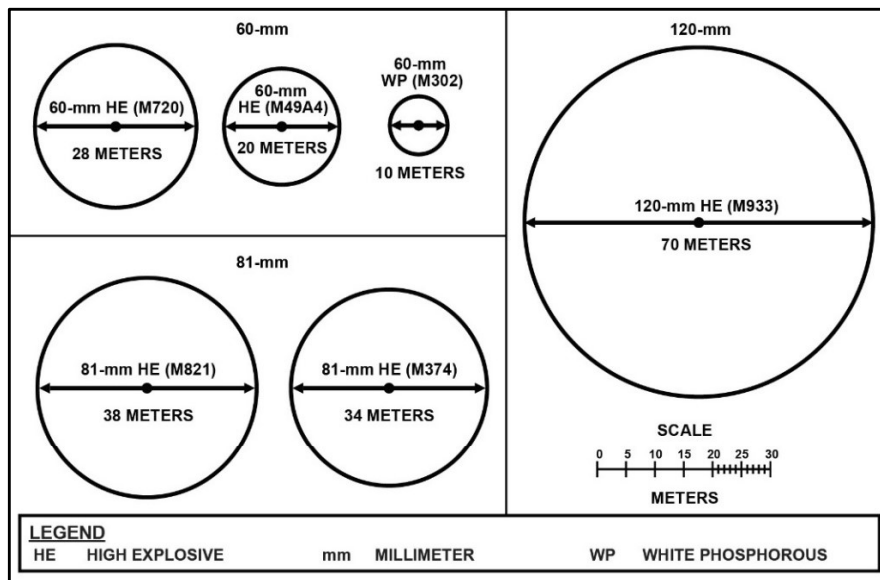 60-mm
60-mm HE (M720)
28 METERS
60-mm
HE (M49A4)
20 METERS
60-mm
WP (M302)
10 METERS
120-mm
120-mm HE (M933)
70 METERS
81-mm
81-mm HE (M821)
38 METERS
81-mm HE (M374)
34 METERS
SCALE
0 5 10 15 20 25 30
METERS
LEGEND
HE HIGH EXPLOSIVE mm MILLIMETER WP WHITE PHOSPHOROUS